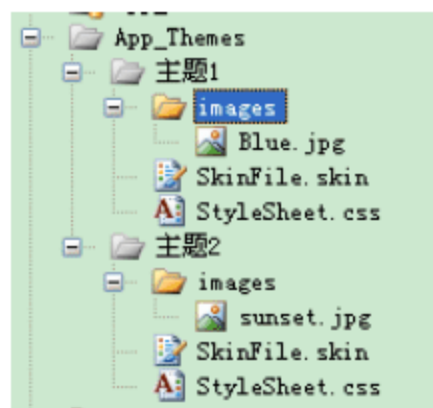 App_Themes
主题1
images
Blue.jpg
SkinFile.skin
StyleSheet.css
主题2
images
sunset.jpg
SkinFile.skin
StyleSheet.css